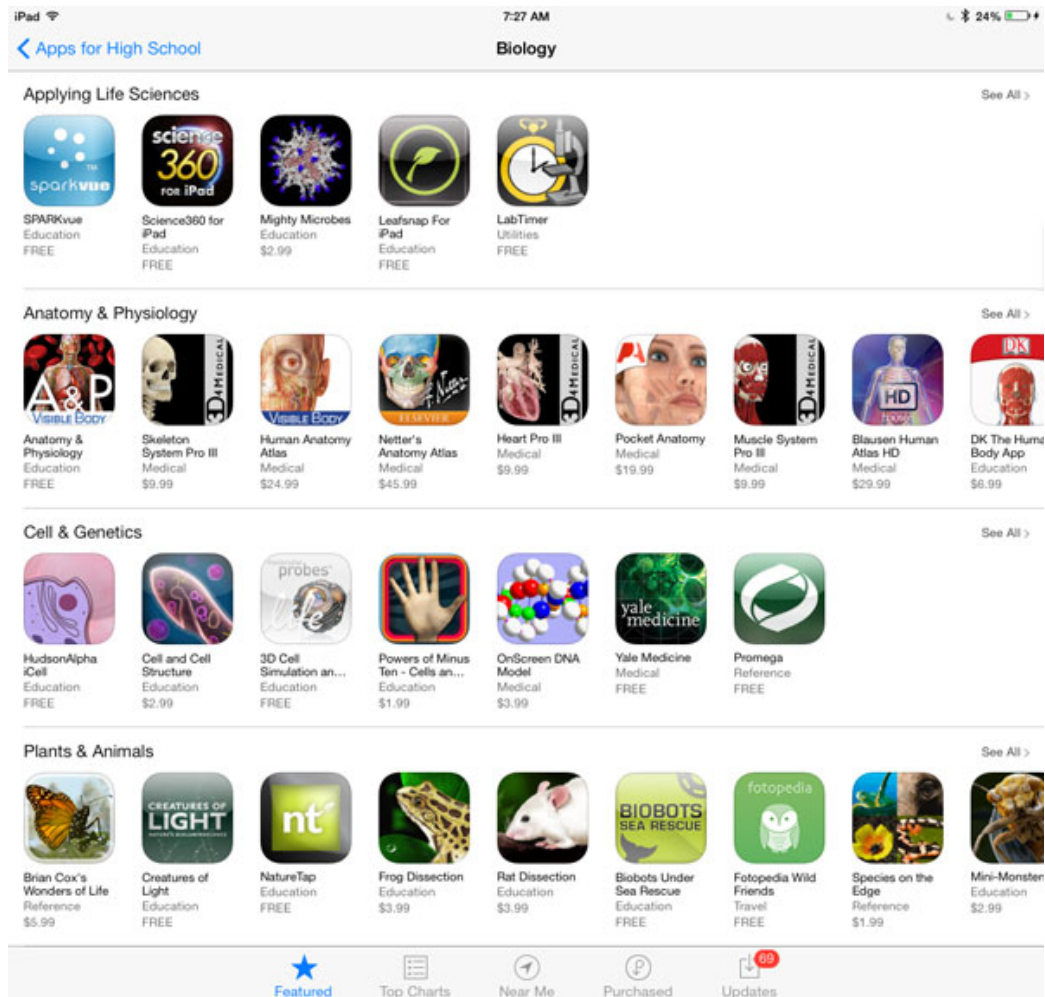 iPad 7:27 AM 24%
Apps for High School Biology
Applying Life Sciences See All >
sparkvue TM
science 360 FOR iPad
SPARKvue
Education
FREE
Science360 for iPad
Education
FREE
Mighty Microbes
Education
$2.99
Leafsnap For iPad
Education
FREE
LabTimer
Utilities
FREE
Anatomy & Physiology See All >
A&P
VISIBLE BODY
3D4MEDICAL
VISIBLE BODY
Netter's
ELSEVIER
3D4MEDICAL
3D4MEDICAL
HD
DK
Anatomy & Physiology
Education
FREE
Skeleton System Pro III
Medical
$9.99
Human Anatomy Atlas
Medical
$24.99
Netter's Anatomy Atlas
Medical
$45.99
Heart Pro III
Medical
$9.99
Pocket Anatomy
Medical
$19.99
Muscle System Pro III
Medical
$9.99
Blausen Human Atlas HD
Medical
$29.99
DK The Huma
Body App
Education
$6.99
Cell & Genetics See All >
probes
life
yale medicine
HudsonAlpha iCell
Education
FREE
Cell and Cell Structure
Education
$2.99
3D Cell Simulation an...
Education
FREE
Powers of Minus Ten - Cells an...
Education
$1.99
OnScreen DNA Model
Medical
$3.99
Yale Medicine
Medical
FREE
Promega
Reference
FREE
Plants & Animals See All >
CREATURES OF LIGHT
nt
BIOBOTS SEA RESCUE
fotopedia
Brian Cox's Wonders of Life
Reference
$5.99
Creatures of Light
Education
FREE
NatureTap
Education
FREE
Frog Dissection
Education
$3.99
Rat Dissection
Education
$3.99
Biobots Under Sea Rescue
Education
FREE
Fotopedia Wild Friends
Travel
FREE
Species on the Edge
Reference
$1.99
Mini-Monster
Education
$2.99
69
Featured Top Charts Near Me Purchased Updates